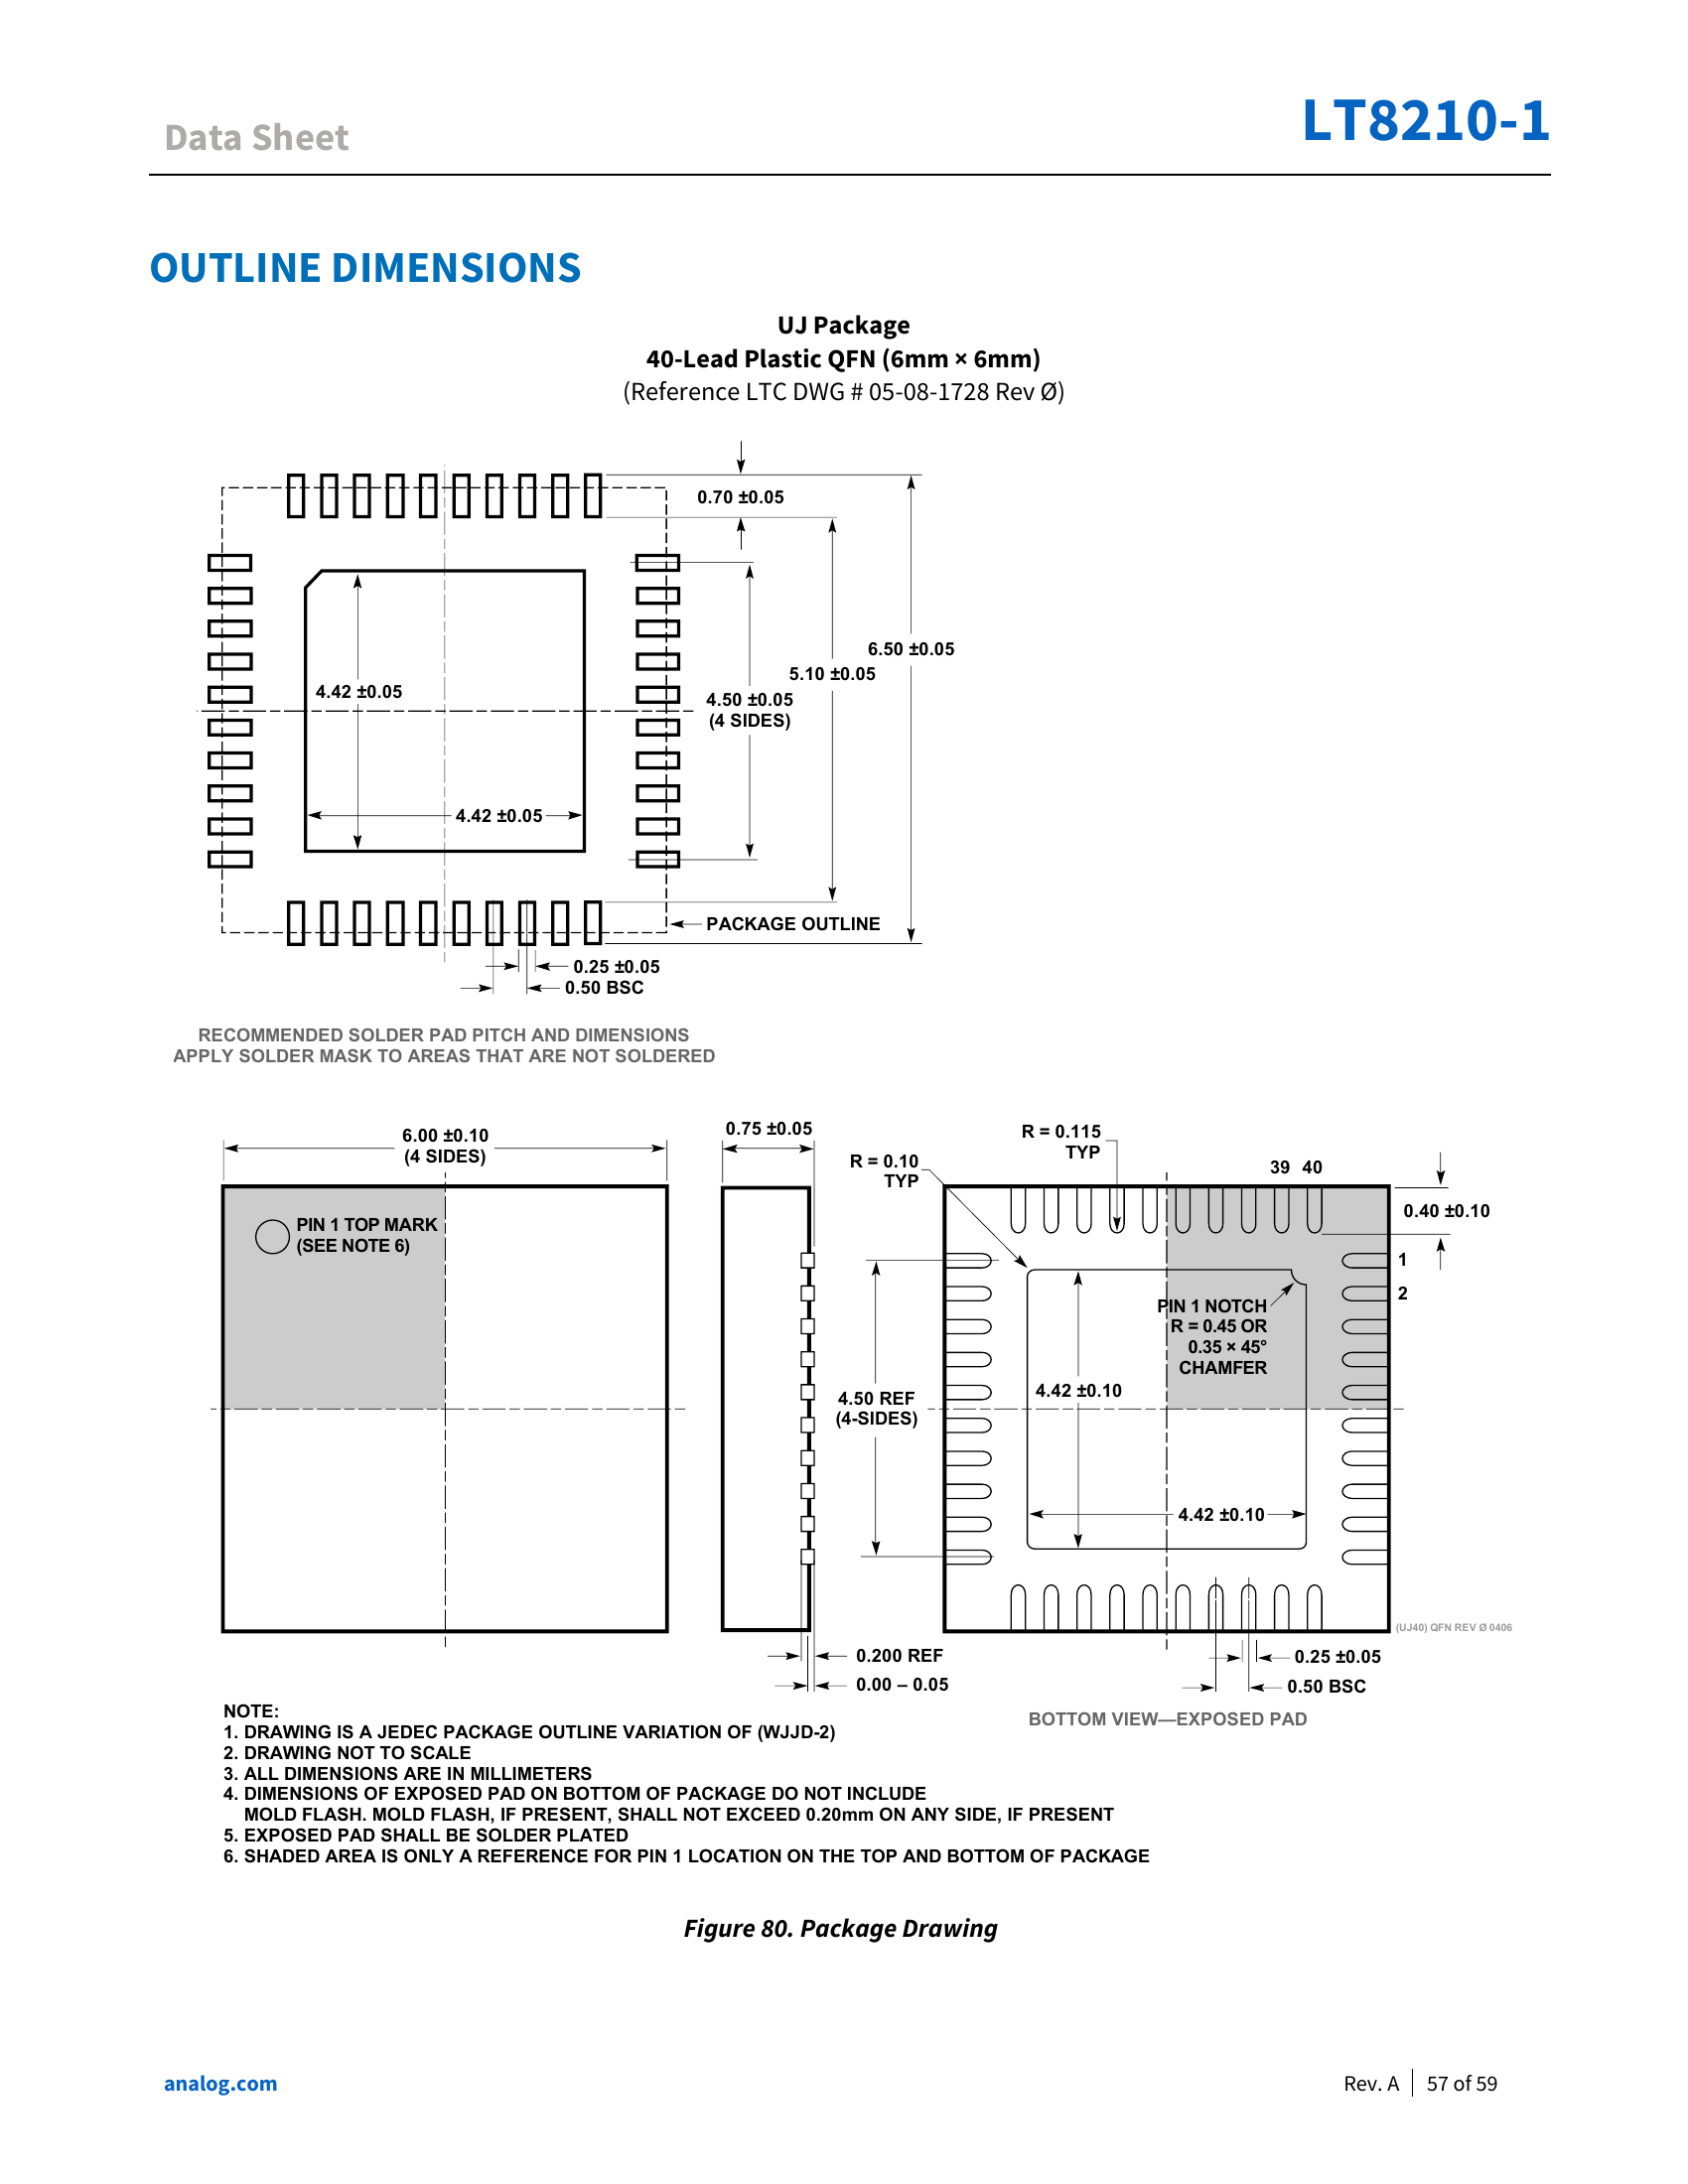 Data Sheet
LT8210-1
OUTLINE DIMENSIONS
UJ Package
40-Lead Plastic QFN (6mm × 6mm)
(Reference LTC DWG # 05-08-1728 Rev Ø)
0.70 ±0.05
6.50 ±0.05
5.10 ±0.05
4.42 ±0.05
4.50 ±0.05
(4 SIDES)
4.42 ±0.05
PACKAGE OUTLINE
0.25 ±0.05
0.50 BSC
RECOMMENDED SOLDER PAD PITCH AND DIMENSIONS
APPLY SOLDER MASK TO AREAS THAT ARE NOT SOLDERED
6.00 ±0.10
(4 SIDES)
0.75 ±0.05
R = 0.10
TYP
R = 0.115
TYP
39 40
0.40 ±0.10
PIN 1 TOP MARK
(SEE NOTE 6)
1
2
PIN 1 NOTCH
R = 0.45 OR
0.35 × 45°
CHAMFER
4.50 REF
(4-SIDES)
4.42 ±0.10
4.42 ±0.10
(UJ40) QFN REV Ø 0406
0.200 REF
0.00 – 0.05
0.25 ±0.05
0.50 BSC
BOTTOM VIEW—EXPOSED PAD
NOTE:
1. DRAWING IS A JEDEC PACKAGE OUTLINE VARIATION OF (WJJD-2)
2. DRAWING NOT TO SCALE
3. ALL DIMENSIONS ARE IN MILLIMETERS
4. DIMENSIONS OF EXPOSED PAD ON BOTTOM OF PACKAGE DO NOT INCLUDE
MOLD FLASH. MOLD FLASH, IF PRESENT, SHALL NOT EXCEED 0.20mm ON ANY SIDE, IF PRESENT
5. EXPOSED PAD SHALL BE SOLDER PLATED
6. SHADED AREA IS ONLY A REFERENCE FOR PIN 1 LOCATION ON THE TOP AND BOTTOM OF PACKAGE
Figure 80. Package Drawing
analog.com
Rev. A | 57 of 59